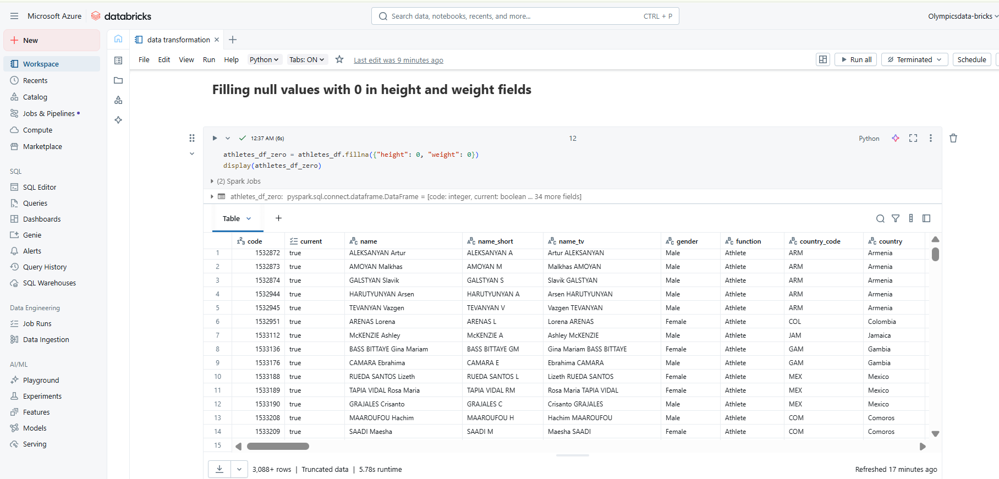 Microsoft Azure databricks
Search data, notebooks, recents, and more... CTRL + P
Olympicsdata-bricks
New
Workspace
Recents
Catalog
Jobs & Pipelines
Compute
Marketplace
SQL
SQL Editor
Queries
Dashboards
Genie
Alerts
Query History
SQL Warehouses
Data Engineering
Job Runs
Data Ingestion
AI/ML
Playground
Experiments
Features
Models
Serving
data transformation
File Edit View Run Help Python Tabs: ON Last edit was 9 minutes ago
Run all Terminated Schedule
Filling null values with 0 in height and weight fields
12:37 AM (6s) 12 Python
athletes_df_zero = athletes_df.fillna({"height": 0, "weight": 0})
display(athletes_df_zero)
(2) Spark Jobs
athletes_df_zero: pyspark.sql.connect.dataframe.DataFrame = [code: integer, current: boolean ... 34 more fields]
Table +
code current name name_short name_tv gender function country_code country
1 1532872 true ALEKSANYAN Artur ALEKSANYAN A Artur ALEKSANYAN Male Athlete ARM Armenia
2 1532873 true AMOYAN Malkhas AMOYAN M Malkhas AMOYAN Male Athlete ARM Armenia
3 1532874 true GALSTYAN Slavik GALSTYAN S Slavik GALSTYAN Male Athlete ARM Armenia
4 1532944 true HARUTYUNYAN Arsen HARUTYUNYAN A Arsen HARUTYUNYAN Male Athlete ARM Armenia
5 1532945 true TEVANYAN Vazgen TEVANYAN V Vazgen TEVANYAN Male Athlete ARM Armenia
6 1532951 true ARENAS Lorena ARENAS L Lorena ARENAS Female Athlete COL Colombia
7 1533112 true McKENZIE Ashley McKENZIE A Ashley McKENZIE Male Athlete JAM Jamaica
8 1533136 true BASS BITTAYE Gina Mariam BASS BITTAYE GM Gina Mariam BASS BITTAYE Female Athlete GAM Gambia
9 1533176 true CAMARA Ebrahima CAMARA E Ebrahima CAMARA Male Athlete GAM Gambia
10 1533188 true RUEDA SANTOS Lizeth RUEDA SANTOS L Lizeth RUEDA SANTOS Female Athlete MEX Mexico
11 1533189 true TAPIA VIDAL Rosa Maria TAPIA VIDAL RM Rosa Maria TAPIA VIDAL Female Athlete MEX Mexico
12 1533190 true GRAJALES Crisanto GRAJALES C Crisanto GRAJALES Male Athlete MEX Mexico
13 1533208 true MAAROUFOU Hachim MAAROUFOU H Hachim MAAROUFOU Male Athlete COM Comoros
14 1533209 true SAADI Maesha SAADI M Maesha SAADI Female Athlete COM Comoros
15
3,088+ rows | Truncated data | 5.78s runtime
Refreshed 17 minutes ago